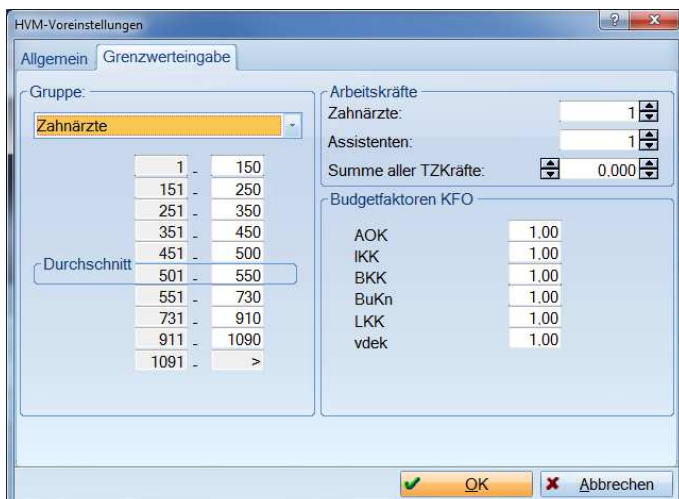 HVM-Voreinstellungen
Allgemein
Grenzwerteingabe
Gruppe:
Zahnärzte
1 - 150
151 - 250
251 - 350
351 - 450
451 - 500
Durchschnitt
501 - 550
551 - 730
731 - 910
911 - 1090
1091 - >
Arbeitskräfte
Zahnärzte: 1
Assistenten: 1
Summe aller TZKräfte: 0.000
Budgetfaktoren KFO
AOK 1.00
IKK 1.00
BKK 1.00
BuKn 1.00
LKK 1.00
vdek 1.00
OK
Abbrechen